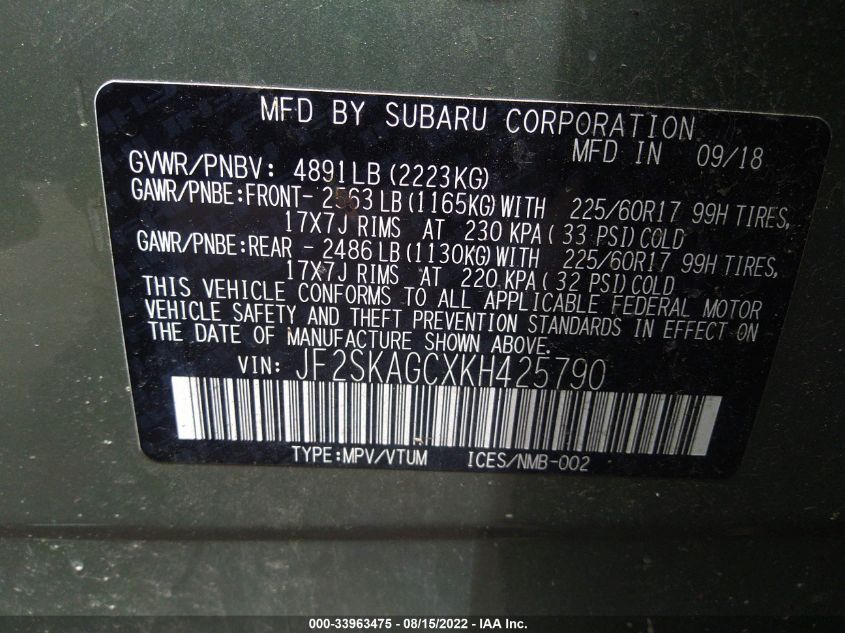 MFD BY SUBARU CORPORATION
MFD IN 09/18
GVWR/PNBV: 4891LB (2223KG)
GAWR/PNBE:FRONT- 2563 LB (1165KG) WITH 225/60R17 99H TIRES,
17X7J RIMS AT 230 KPA ( 33 PSI) COLD
GAWR/PNBE:REAR - 2486 LB (1130KG) WITH 225/60R17 99H TIRES,
17X7J RIMS AT 220 KPA ( 32 PSI) COLD
THIS VEHICLE CONFORMS TO ALL APPLICABLE FEDERAL MOTOR
VEHICLE SAFETY AND THEFT PREVENTION STANDARDS IN EFFECT ON
THE DATE OF MANUFACTURE SHOWN ABOVE.
VIN: JF2SKAGCXKH425790
TYPE:MPV/VTUM ICES/NMB-002
000-33963475 - 08/15/2022 - IAA Inc.